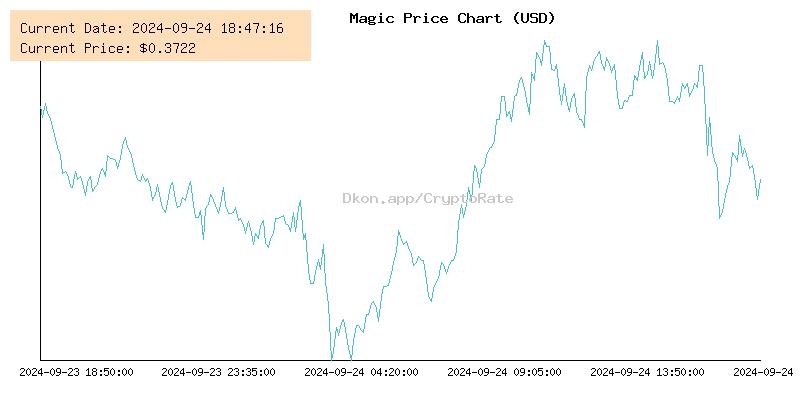 Magic Price Chart (USD)
Current Date: 2024-09-24 18:47:16
Current Price: $0.3722
Dkon.app/CryptoRate
2024-09-23 18:50:00 2024-09-23 23:35:00 2024-09-24 04:20:00 2024-09-24 09:05:00 2024-09-24 13:50:00 2024-09-24